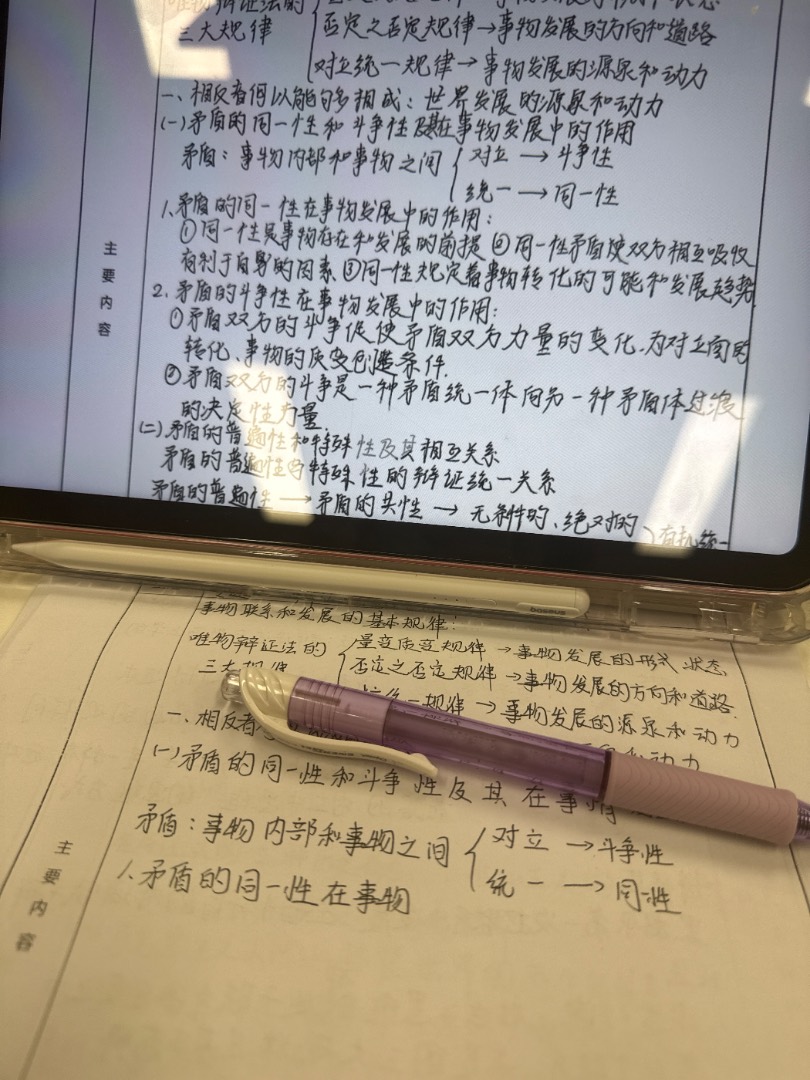 唯物辩证法的
三大规律
否定之否定规律→事物发展的方向和道路
对立统一规律→事物发展的源泉和动力
一、相反者何以能够相成：世界发展的源泉和动力
(一)矛盾的同一性和斗争性及其在事物发展中的作用
矛盾：事物内部和事物之间
对立→斗争性
统一→同一性
1.矛盾的同一性在事物发展中的作用：
①同一性是事物存在和发展的前提②同一性矛盾使双方相互吸收
有利于自身的因素③同一性规定着事物转化的可能和发展趋势
2.矛盾的斗争性在事物发展中的作用：
①矛盾双方的斗争促使矛盾双方力量的变化,为对立面的
转化、事物的质变创造条件.
②矛盾双方的斗争是一种矛盾统一体向另一种矛盾体过渡
的决定性力量.
(二)矛盾的普遍性和特殊性及其相互关系
矛盾的普遍性与特殊性的辩证统一关系
矛盾的普遍性→矛盾的共性→无条件的、绝对的
有机统一
主要内容
baseus
事物联系和发展的基本规律：
唯物辩证法的
三大规律
量变质变规律→事物发展的形式状态
否定之否定规律→事物发展的方向和道路.
一规律→事物发展的源泉和动力
一、相反者
和动力
(一)矛盾的同一性和斗争性及其在事
矛盾：事物内部和事物之间
对立→斗争性
统一→同一性
1.矛盾的同一性在事物
主要内容